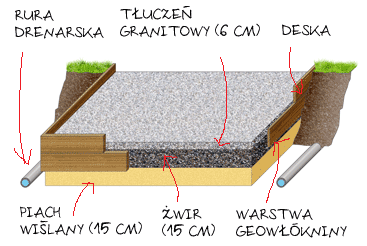 RURA
DRENARSKA
TŁUCZEŃ
GRANITOWY (6 CM)
DESKA
PIACH
WIŚLANY (15 CM)
ŻWIR
(15 CM)
WARSTWA
GEOWŁÓKNINY